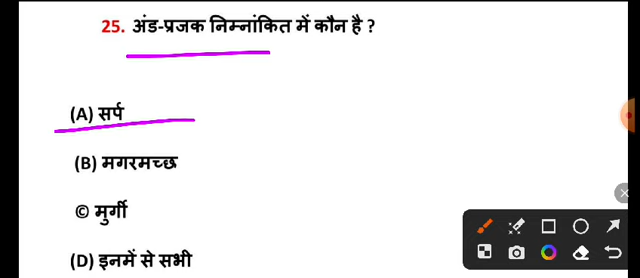 25. अंड-प्रजक निम्नांकित में कौन है ?
(A) सर्प
(B) मगरमच्छ
© मुर्गी
(D) इनमें से सभी